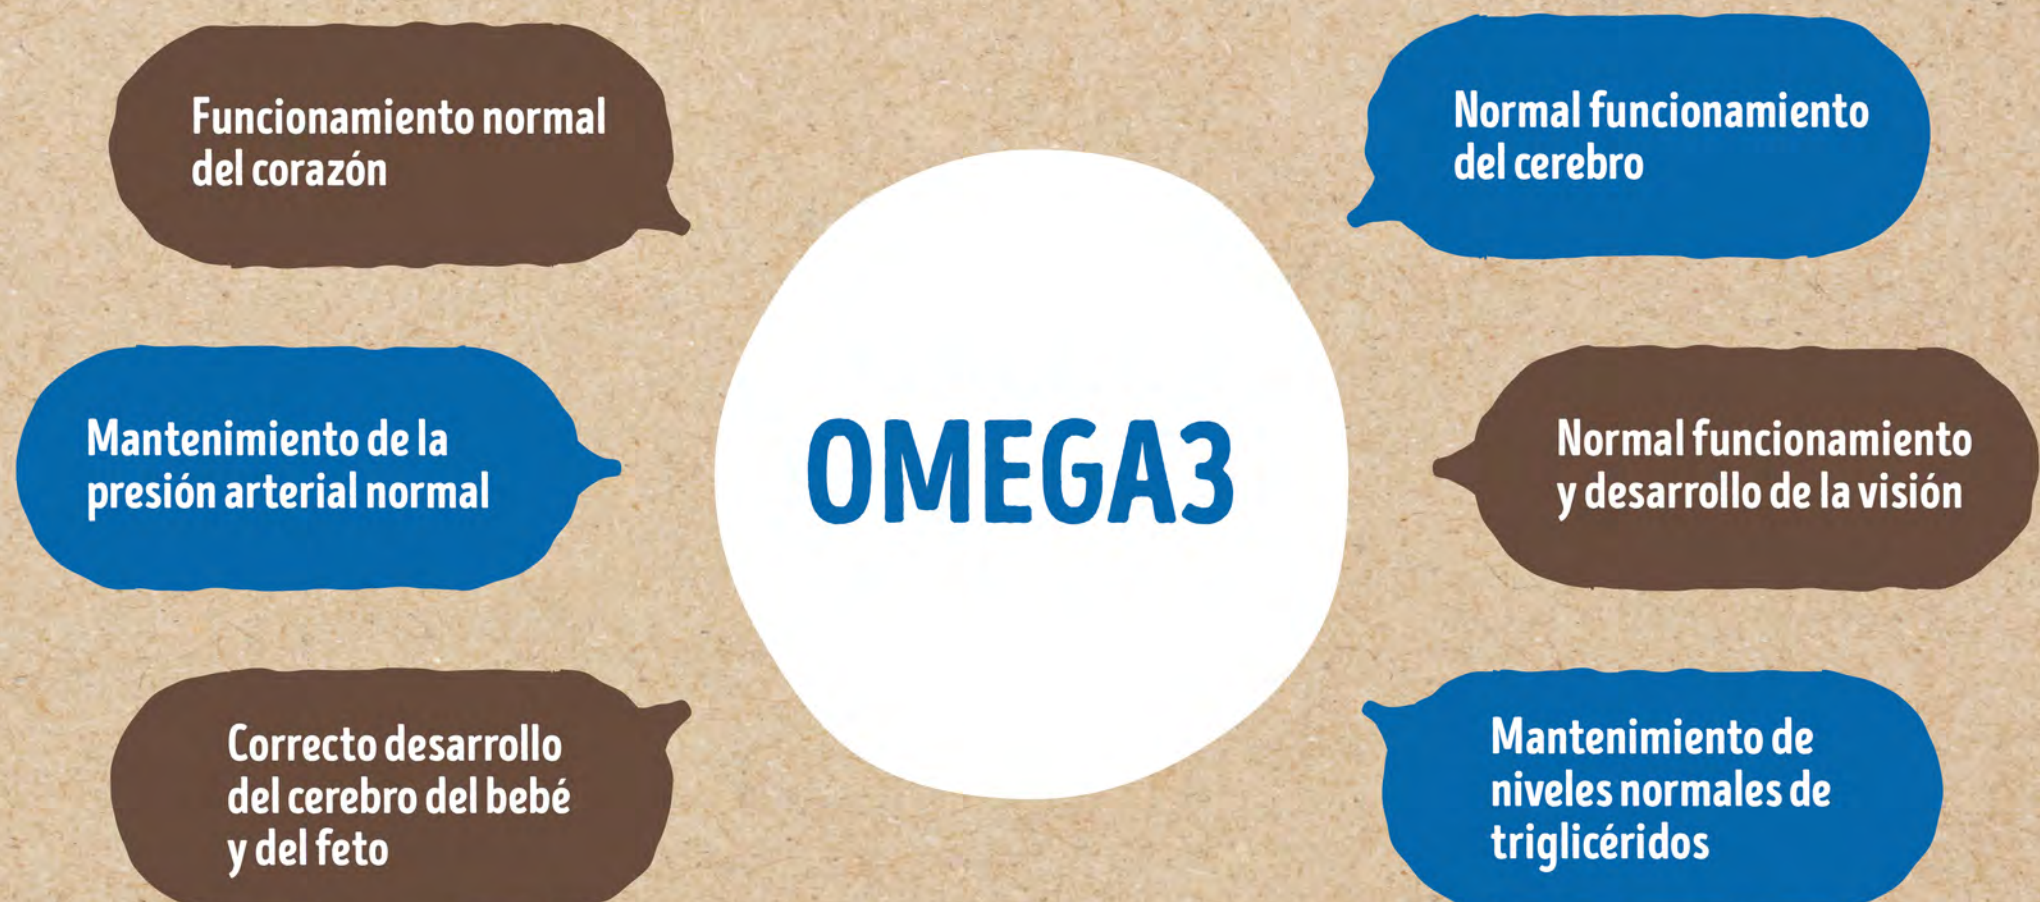 Funcionamiento normal
del corazón
Normal funcionamiento
del cerebro
Mantenimiento de la
presión arterial normal
OMEGA3
Normal funcionamiento
y desarrollo de la visión
Correcto desarrollo
del cerebro del bebé
y del feto
Mantenimiento de
niveles normales de
triglicéridos